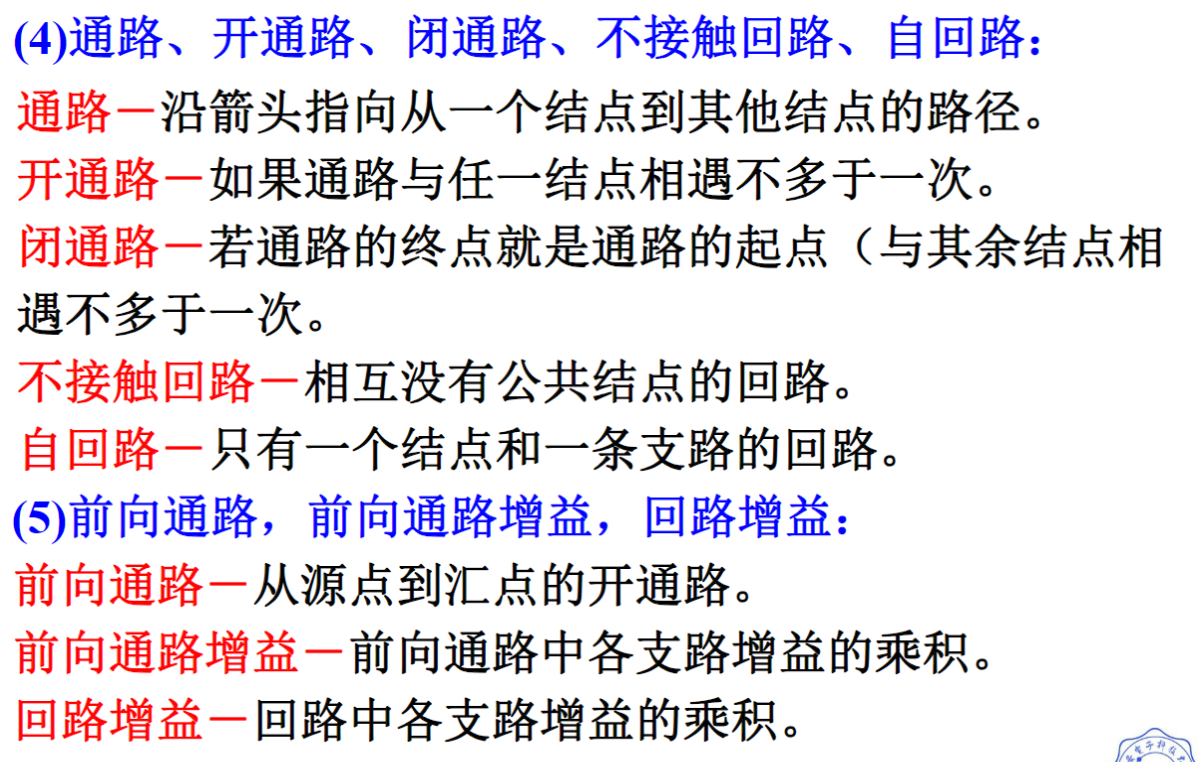 (4)通路、开通路、闭通路、不接触回路、自回路：
通路－沿箭头指向从一个结点到其他结点的路径。
开通路－如果通路与任一结点相遇不多于一次。
闭通路－若通路的终点就是通路的起点（与其余结点相
遇不多于一次。
不接触回路－相互没有公共结点的回路。
自回路－只有一个结点和一条支路的回路。
(5)前向通路，前向通路增益，回路增益：
前向通路－从源点到汇点的开通路。
前向通路增益－前向通路中各支路增益的乘积。
回路增益－回路中各支路增益的乘积。